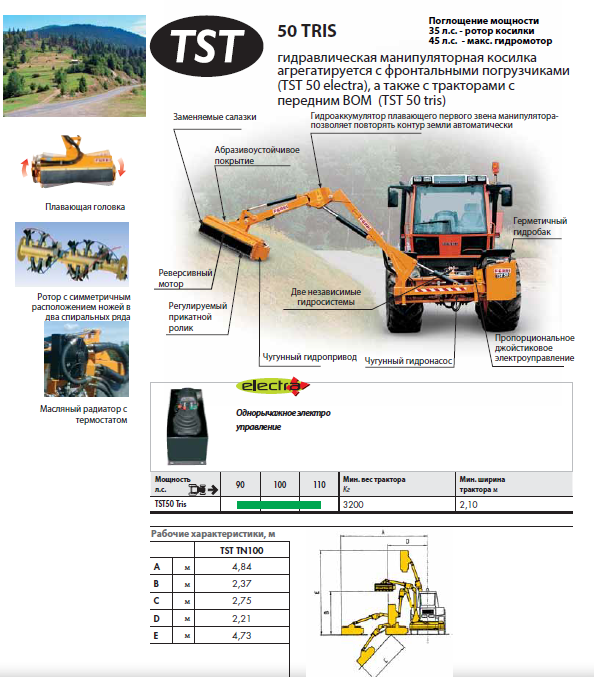 TST
50 TRIS
Поглощение мощности
35 л.с. - ротор косилки
45 л.с. - макс. гидромотор
гидравлическая манипуляторная косилка
агрегатируется с фронтальными погрузчиками
(TST 50 electra), а также с тракторами с
передним ВОМ (TST 50 tris)
Заменяемые салазки
Гидроаккумулятор плавающего первого звена манипулятора-
позволяет повторять контур земли автоматически
Абразивоустойчивое
покрытие
Плавающая головка
Герметичный
гидробак
Реверсивный
мотор
Две независимые
гидросистемы
Ротор с симметричным
расположением ножей в
два спиральных ряда
Регулируемый
прикатной
ролик
Чугунный гидропривод
Чугунный гидронасос
Пропорциональное
джойстиковое
электроуправление
Масляный радиатор с
термостатом
electra
Однорычажное электро
управление
Мощность
л.с.
90
100
110
Мин. вес трактора
Кг
Мин. ширина
трактора м
TST50 Tris
3200
2,10
Рабочие характеристики, м
TST TN100
A м 4,84
B м 2,37
C м 2,75
D м 2,21
E м 4,73
A
D
E
B
C